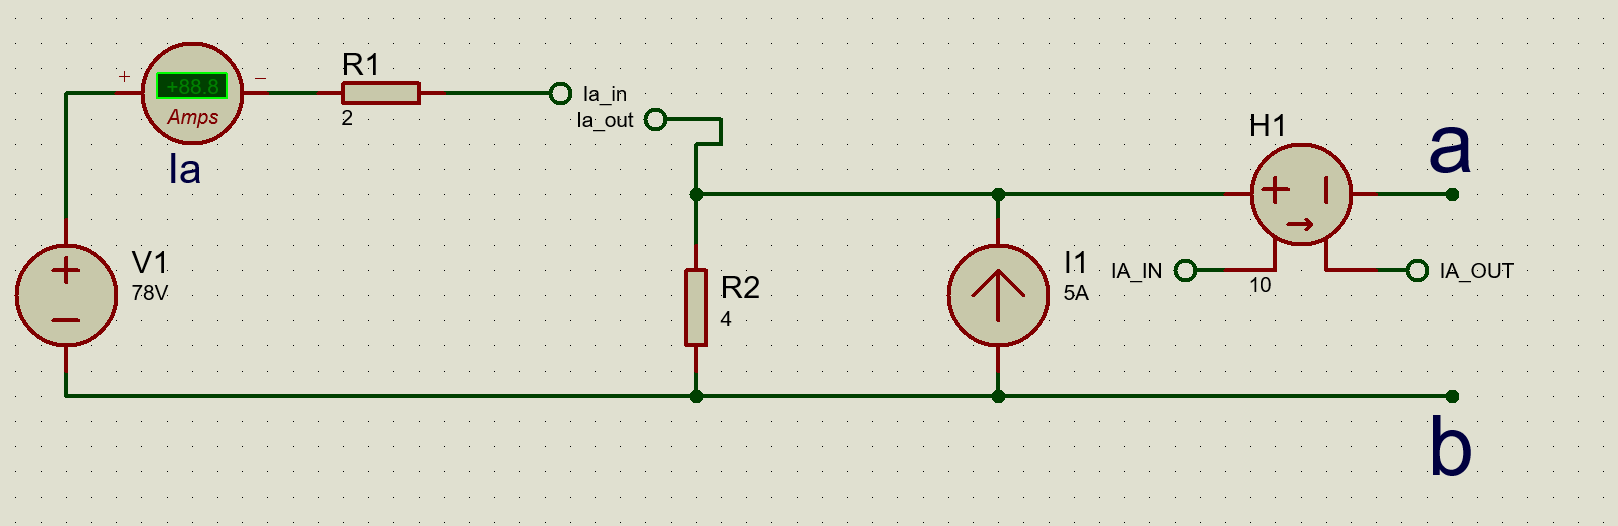 +88.8
Amps
Ia
R1
2
Ia_in
Ia_out
V1
78V
R2
4
I1
5A
H1
IA_IN
10
IA_OUT
a
b